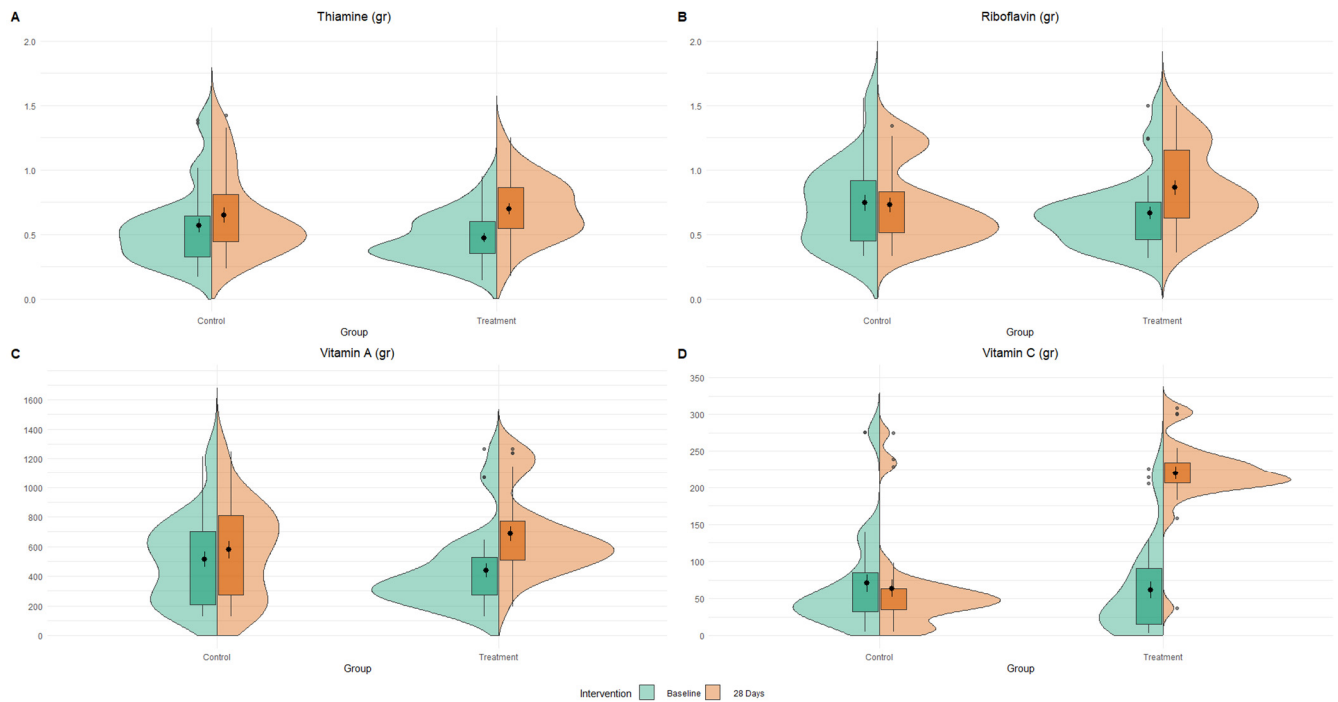 A
Thiamine (gr)
2.0
1.5
1.0
0.5
0.0
Control
Treatment
Group
B
Riboflavin (gr)
2.0
1.5
1.0
0.5
0.0
Control
Treatment
Group
C
Vitamin A (gr)
1600
1400
1200
1000
800
600
400
200
0
Control
Treatment
Group
D
Vitamin C (gr)
350
300
250
200
150
100
50
0
Control
Treatment
Group
Intervention Baseline 28 Days